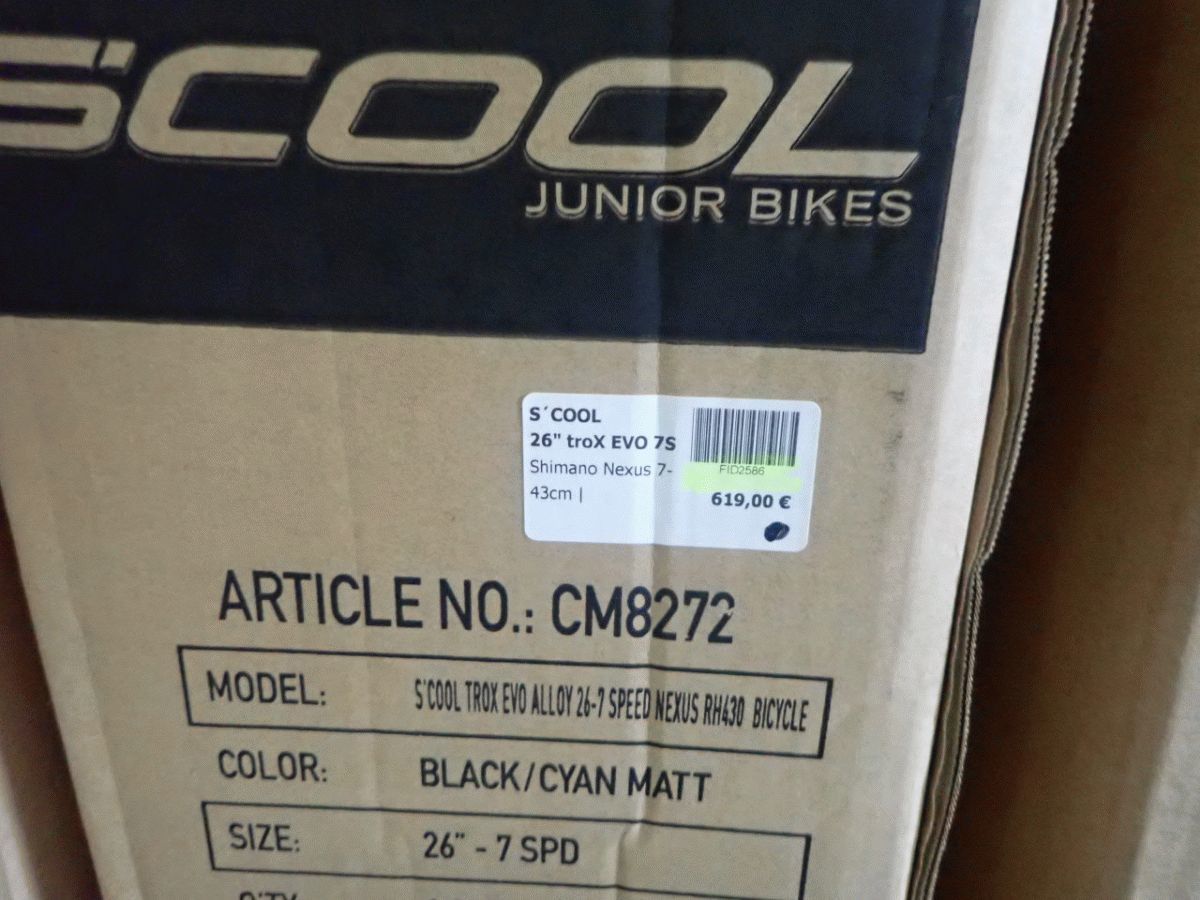 S'COOL
JUNIOR BIKES
S´COOL
26" troX EVO 7S
Shimano Nexus 7-
43cm |
FID2586
619,00 €
ARTICLE NO.: CM8272
MODEL: S'COOL TROX EVO ALLOY 26-7 SPEED NEXUS RH430 BICYCLE
COLOR: BLACK/CYAN MATT
SIZE: 26" - 7 SPD